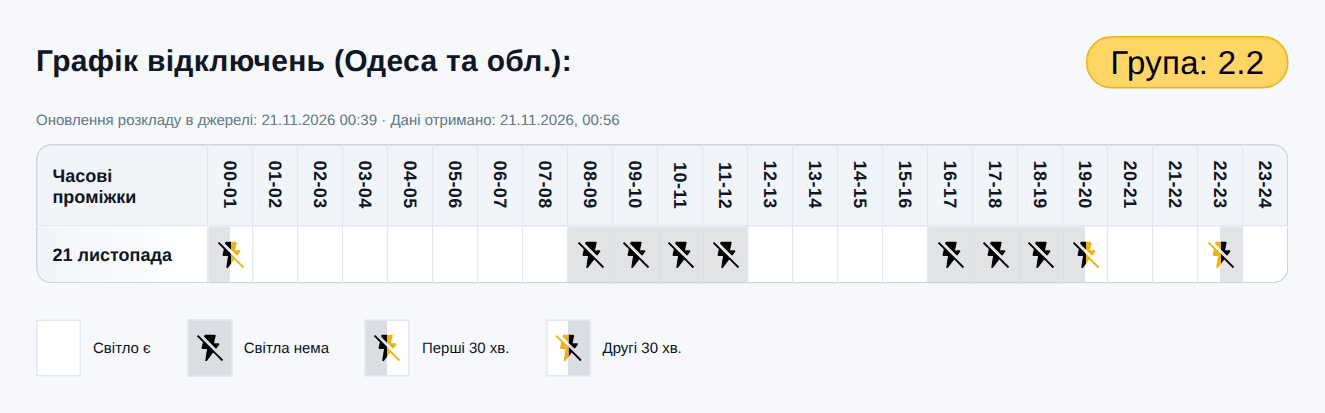 Графік відключень (Одеса та обл.):
Група: 2.2
Оновлення розкладу в джерелі: 21.11.2026 00:39 · Дані отримано: 21.11.2026, 00:56
Часові
проміжки
00-01
01-02
02-03
03-04
04-05
05-06
06-07
07-08
08-09
09-10
10-11
11-12
12-13
13-14
14-15
15-16
16-17
17-18
18-19
19-20
20-21
21-22
22-23
23-24
21 листопада
Світло є
Світла нема
Перші 30 хв.
Другі 30 хв.